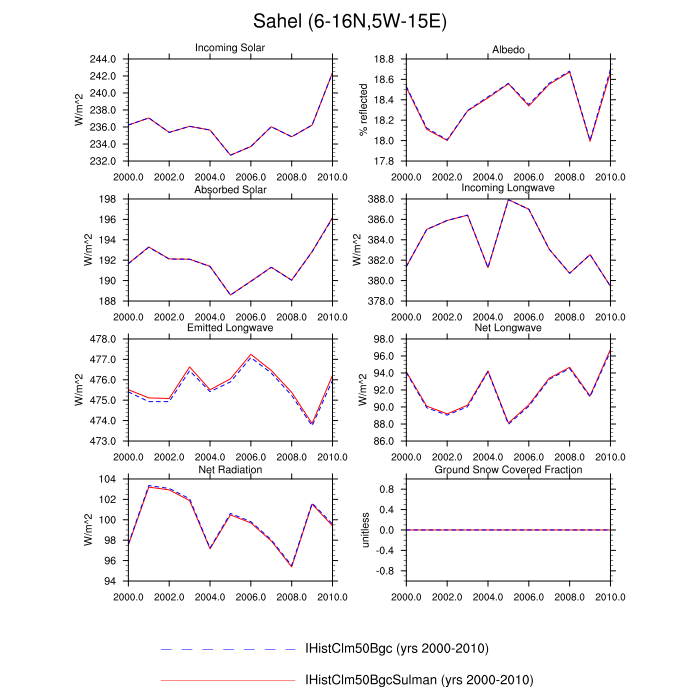 Sahel (6-16N,5W-15E)
Incoming Solar
W/m^2
244.0
242.0
240.0
238.0
236.0
234.0
232.0
2000.0 2002.0 2004.0 2006.0 2008.0 2010.0
Albedo
% reflected
18.8
18.6
18.4
18.2
18.0
17.8
2000.0 2002.0 2004.0 2006.0 2008.0 2010.0
Absorbed Solar
W/m^2
198
196
194
192
190
188
2000.0 2002.0 2004.0 2006.0 2008.0 2010.0
Incoming Longwave
W/m^2
388.0
386.0
384.0
382.0
380.0
378.0
2000.0 2002.0 2004.0 2006.0 2008.0 2010.0
Emitted Longwave
W/m^2
478.0
477.0
476.0
475.0
474.0
473.0
2000.0 2002.0 2004.0 2006.0 2008.0 2010.0
Net Longwave
W/m^2
98.0
96.0
94.0
92.0
90.0
88.0
86.0
2000.0 2002.0 2004.0 2006.0 2008.0 2010.0
Net Radiation
W/m^2
104
102
100
98
96
94
2000.0 2002.0 2004.0 2006.0 2008.0 2010.0
Ground Snow Covered Fraction
unitless
0.8
0.4
0.0
-0.4
-0.8
2000.0 2002.0 2004.0 2006.0 2008.0 2010.0
IHistClm50Bgc (yrs 2000-2010)
IHistClm50BgcSulman (yrs 2000-2010)